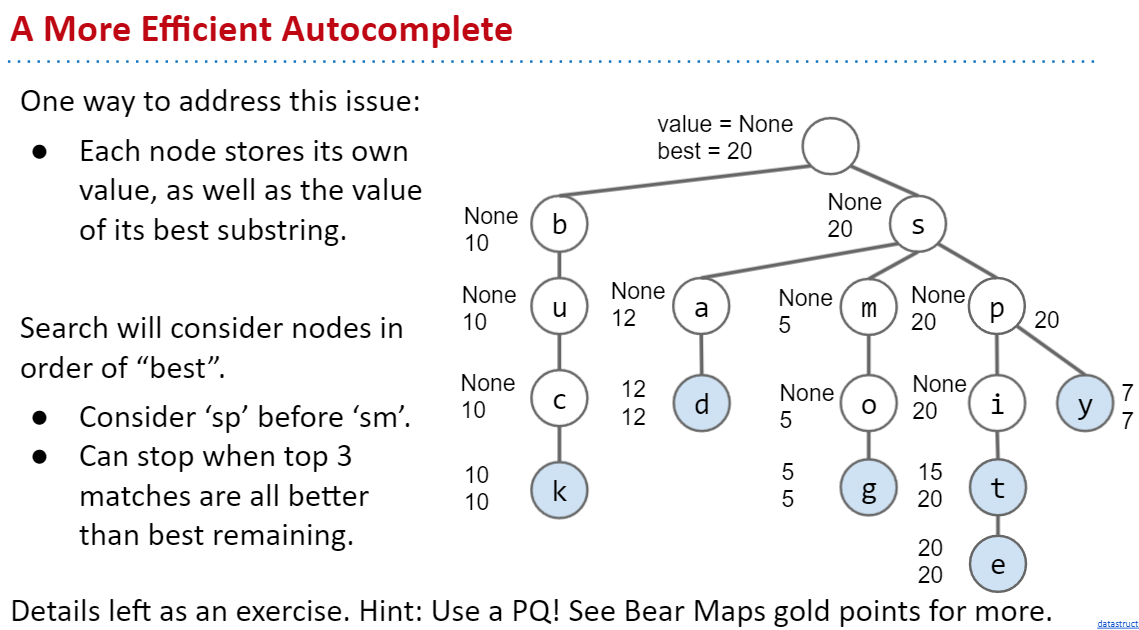 A More Efficient Autocomplete
One way to address this issue:
● Each node stores its own
value, as well as the value
of its best substring.
Search will consider nodes in
order of “best”.
● Consider ‘sp’ before ‘sm’.
● Can stop when top 3
matches are all better
than best remaining.
value = None
best = 20
None
10
b
None
20
s
None
10
u
None
12
a
None
5
m
None
20
p
20
None
10
c
12
12
d
None
5
o
None
20
i
y
7
7
10
10
k
5
5
g
15
20
t
20
20
e
Details left as an exercise. Hint: Use a PQ! See Bear Maps gold points for more.
datastruct